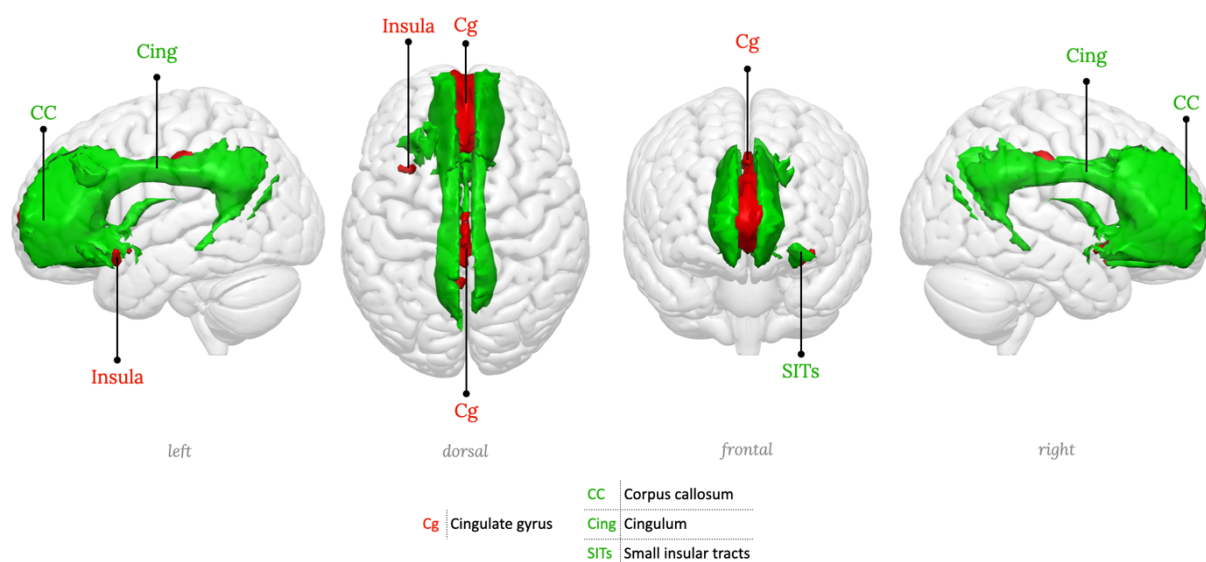 Cg
Insula
Cing
Cg
Cing
CC
CC
Insula
SITs
Cg
left
dorsal
frontal
right
CC Corpus callosum
Cg Cingulate gyrus
Cing Cingulum
SITs Small insular tracts